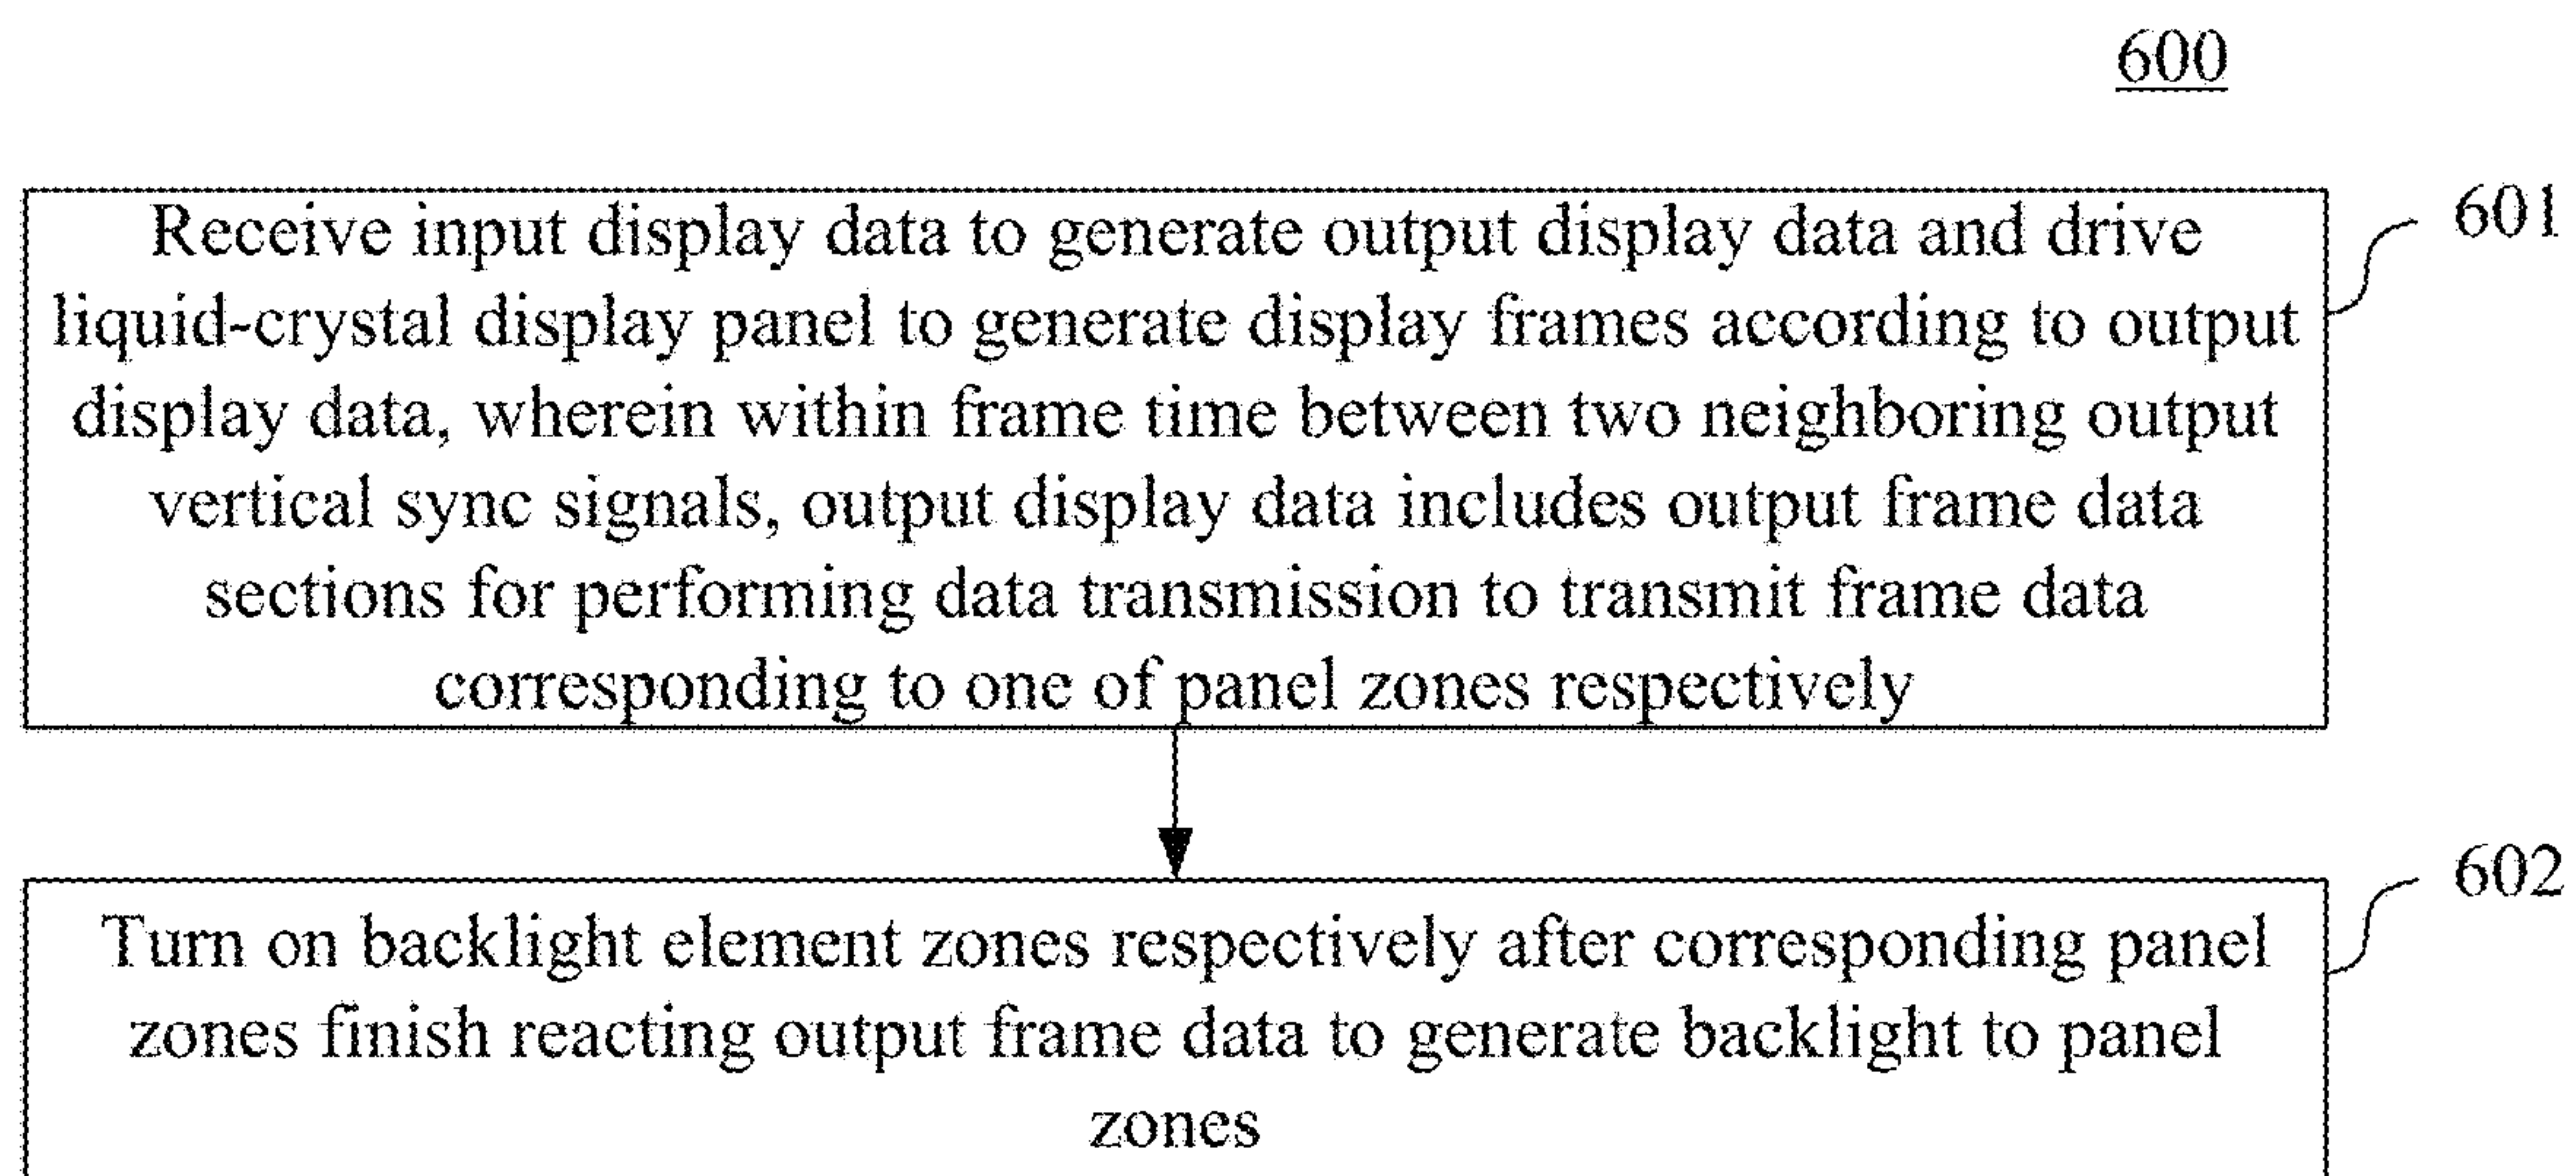 600
601
Receive input display data to generate output display data and drive
liquid-crystal display panel to generate display frames according to output
display data, wherein within frame time between two neighboring output
vertical sync signals, output display data includes output frame data
sections for performing data transmission to transmit frame data
corresponding to one of panel zones respectively
602
Turn on backlight element zones respectively after corresponding panel
zones finish reacting output frame data to generate backlight to panel
zones